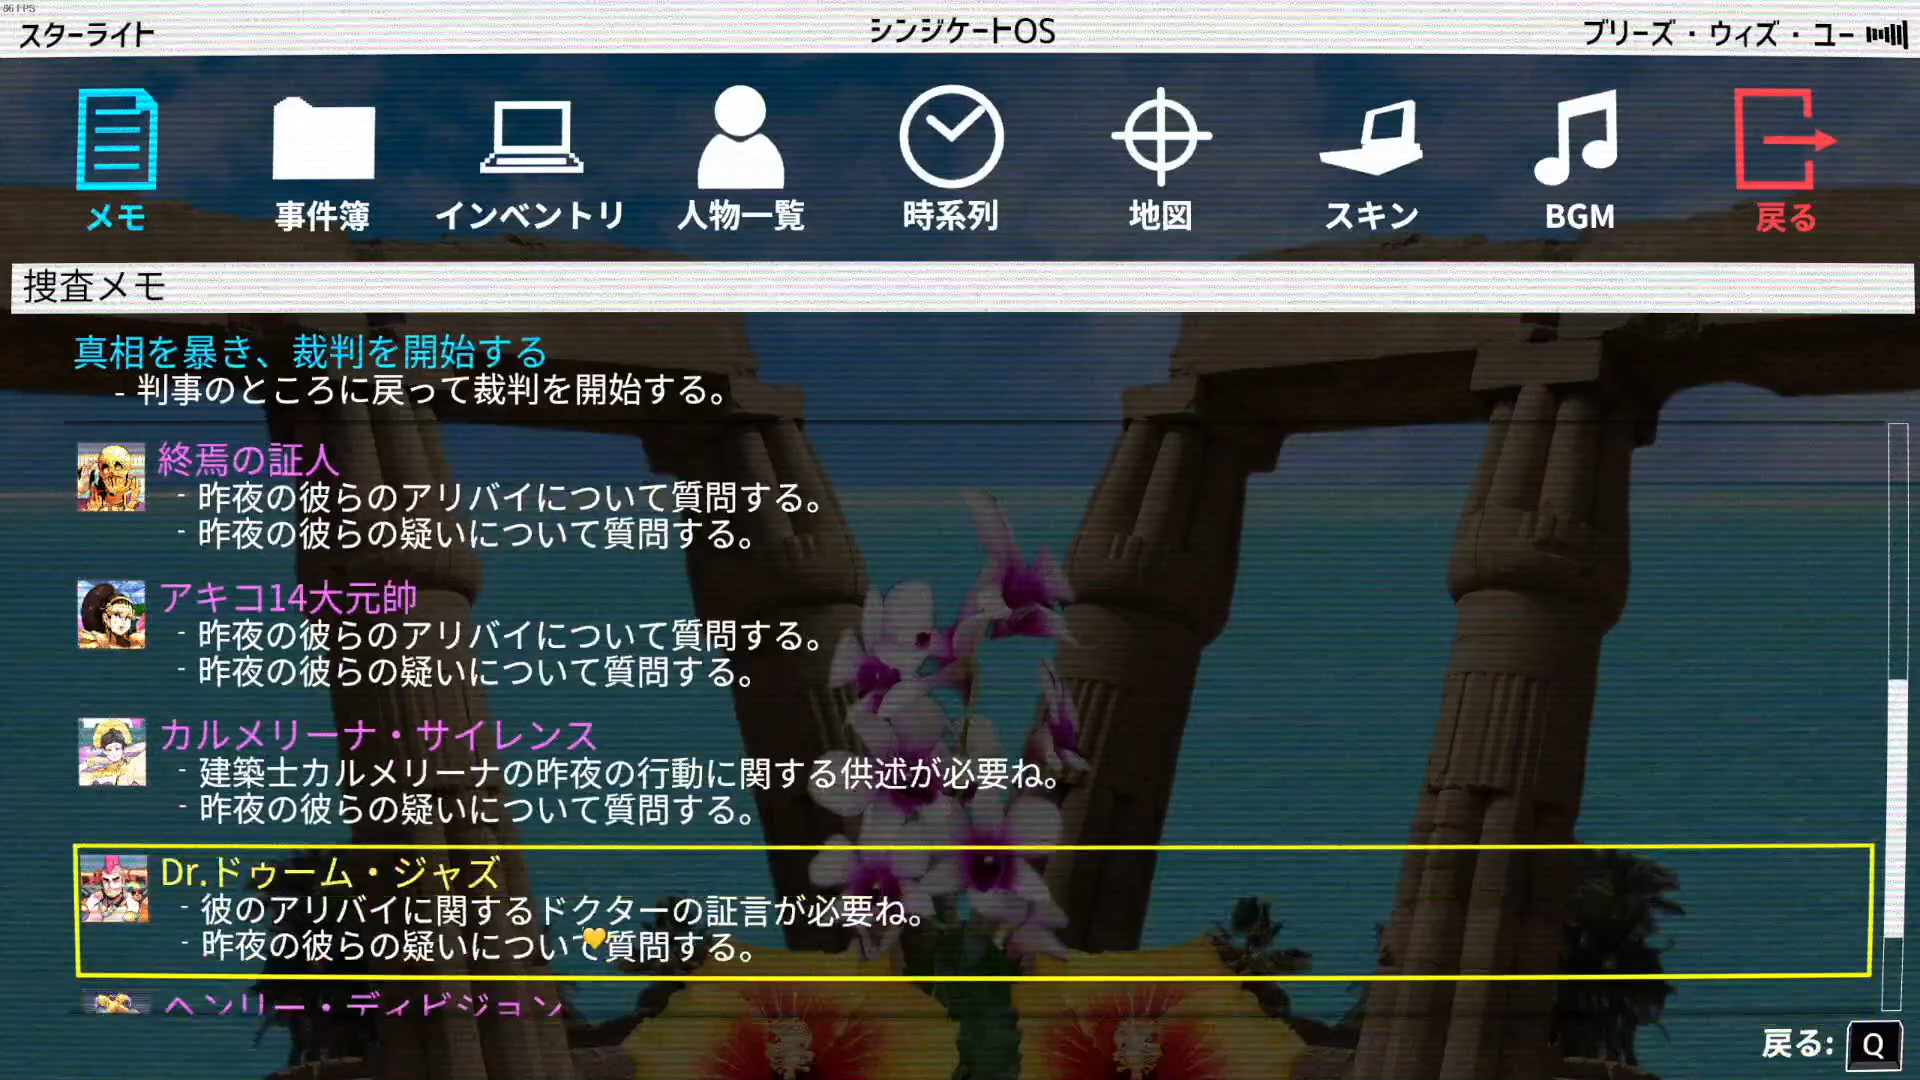 86 FPS
スターライト
シンジケートOS
ブリーズ・ウィズ・ユー
メモ
事件簿
インベントリ
人物一覧
時系列
地図
スキン
BGM
戻る
捜査メモ
真相を暴き、裁判を開始する
- 判事のところに戻って裁判を開始する。
終焉の証人
- 昨夜の彼らのアリバイについて質問する。
- 昨夜の彼らの疑いについて質問する。
アキコ14大元帥
- 昨夜の彼らのアリバイについて質問する。
- 昨夜の彼らの疑いについて質問する。
カルメリーナ・サイレンス
- 建築士カルメリーナの昨夜の行動に関する供述が必要ね。
- 昨夜の彼らの疑いについて質問する。
Dr.ドゥーム・ジャズ
- 彼のアリバイに関するドクターの証言が必要ね。
- 昨夜の彼らの疑いについて質問する。
ヘンリー・ディビジョン
戻る: Q